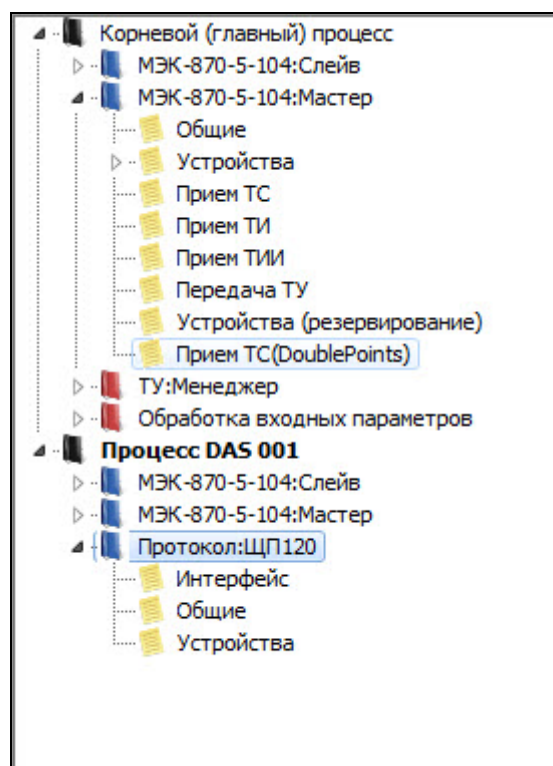 Корневой (главный) процесс
МЭК-870-5-104:Слейв
МЭК-870-5-104:Мастер
Общие
Устройства
Прием ТС
Прием ТИ
Прием ТИИ
Передача ТУ
Устройства (резервирование)
Прием ТС(DoublePoints)
ТУ:Менеджер
Обработка входных параметров
Процесс DAS 001
МЭК-870-5-104:Слейв
МЭК-870-5-104:Мастер
Протокол:ЩП120
Интерфейс
Общие
Устройства